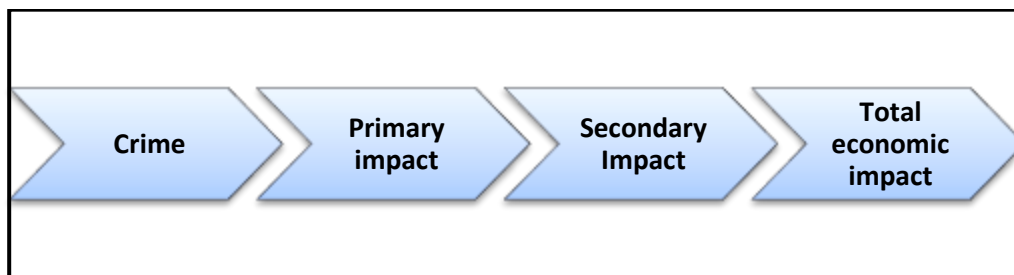 Crime
Primary
impact
Secondary
Impact
Total
economic
impact